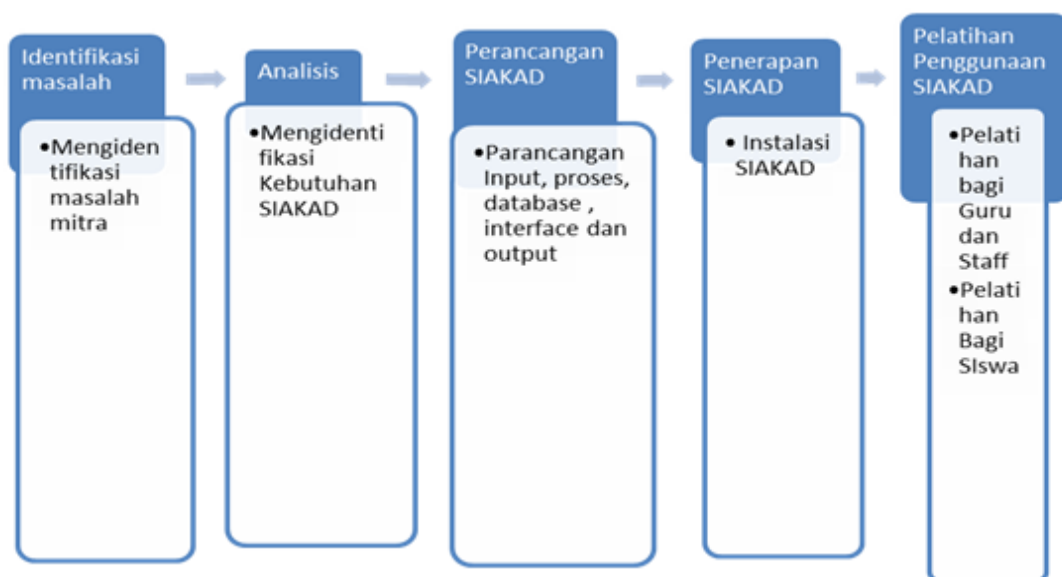 Identifikasi
masalah
•Mengiden
tifikasi
masalah
mitra
Analisis
•Mengidenti
fikasi
Kebutuhan
SIAKAD
Perancangan
SIAKAD
•Parancangan
Input, proses,
database ,
interface dan
output
Penerapan
SIAKAD
• Instalasi
SIAKAD
Pelatihan
Penggunaan
SIAKAD
•Pelati
han
bagi
Guru
dan
Staff
•Pelati
han
Bagi
SIswa